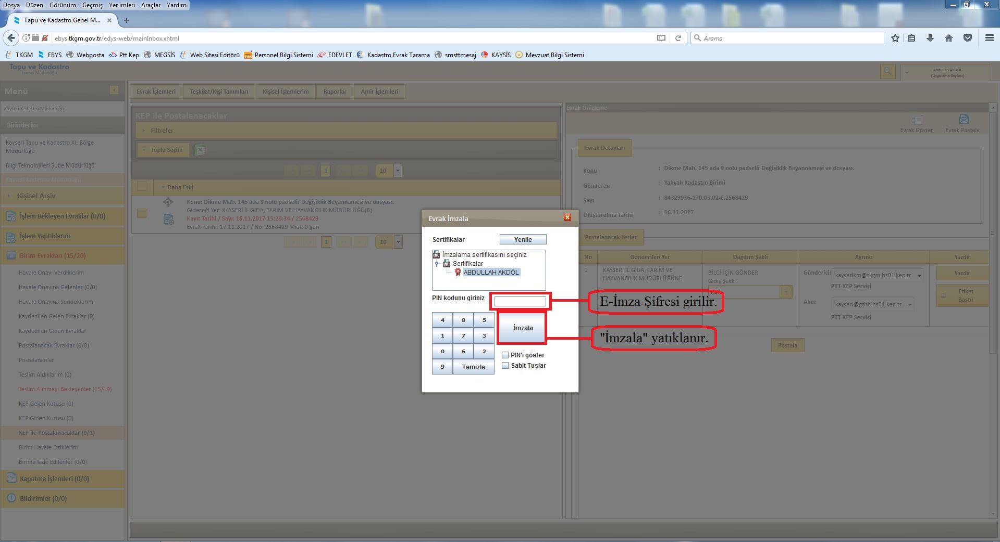 Dosya Düzen Görünüm Geçmiş Yer imleri Araçlar Yardım
Tapu ve Kadastro Genel M...
ebys.tkgm.gov.tr/edys-web/mainInbox.xhtml
Arama
TKGM EBYS Webposta Ptt Kep MEGSİS Web Sitesi Editörü Personel Bilgi Sistemi EDEVLET Kadastro Evrak Tarama smsttmesaj KAYSİS Mevzuat Bilgi Sistemi
Tapu ve Kadastro
Genel Müdürlüğü
Abdullah AKDÖL
(Uygulama Sayfası)
Menü
Kayseri Kadastro Müdürlüğü
Birimlerim
Kayseri Tapu ve Kadastro XI. Bölge
Müdürlüğü
Bilgi Teknolojileri Şube Müdürlüğü
Kayseri Kadastro Müdürlüğü
Kişisel Arşiv
İşlem Bekleyen Evraklar (0/0)
İşlem Yaptıklarım
Birim Evrakları (15/20)
Havale Onayı Verdiklerim
Havale Onayına Gelenler (0/0)
Havale Onayına Sunduklarım
Kaydedilen Gelen Evraklar (0)
Kaydedilen Giden Evraklar
Postalanacak Evraklar (0/0)
Postalananlar
Teslim Aldıklarım (0)
Teslim Alınmayı Bekleyenler (15/19)
KEP Gelen Kutusu (0)
KEP Giden Kutusu (0)
KEP ile Postalanacaklar (0/1)
Birim Havale Ettiklerim
Birime İade Edilenler (0/0)
Kapatma İşlemleri (0/0)
Bildirimler (0/0)
Evrak İşlemleri Teşkilat/Kişi Tanımları Kişisel İşlemlerim Raporlar Amir İşlemleri
KEP ile Postalanacaklar
Filtreler
Toplu Seçim
1 10
Daha Eski
Konu: Dikme Mah. 145 ada 9 nolu padselir Değişiklik Beyannamesi ve dosyası.
Gideceği Yer: KAYSERİ İL GIDA, TARIM VE HAYVANCILIK MÜDÜRLÜĞÜ(B)
Kayıt Tarihi / Sayı: 16.11.2017 15:20:34 / 2568429
Evrak Tarihi: 17.11.2017 / No: 2568429 Miat: 0 gün
1 10
Evrak İmzala
Sertifikalar Yenile
İmzalama sertifikasını seçiniz
Sertifikalar
ABDULLAH AKDÖL
PIN kodunu giriniz
4 8 5
1 7 3
0 6 2
9 Temizle
İmzala
PIN'i göster
Sabit Tuşlar
E-İmza Şifresi girilir.
"İmzala" yatıklanır.
Evrak Önizleme
Evrak Göster Evrak Postala
Evrak Detayları
Konu : Dikme Mah. 145 ada 9 nolu padselir Değişiklik Beyannamesi ve dosyası.
Gönderen : Yahyalı Kadastro Birimi
Sayı : 84329936-170.03.02-E.2568429
Oluşturulma Tarihi : 16.11.2017
Postalanacak Yerler
No Gönderilen Yer Dağıtım Şekli Ayrıntı Yazdır
1 KAYSERİ İL GIDA, TARIM VE
HAYVANCILIK MÜDÜRLÜĞÜNE
BİLGİ İÇİN GÖNDER
Gidiş Şekli :
Gönderici: kayserikm@tkgm.hs01.kep.tr
PTT KEP Servisi
Alıcı: kayseri@gthb.hs01.kep.tr
PTT KEP Servisi
Yazdır
Etiket
Bastır
Postala